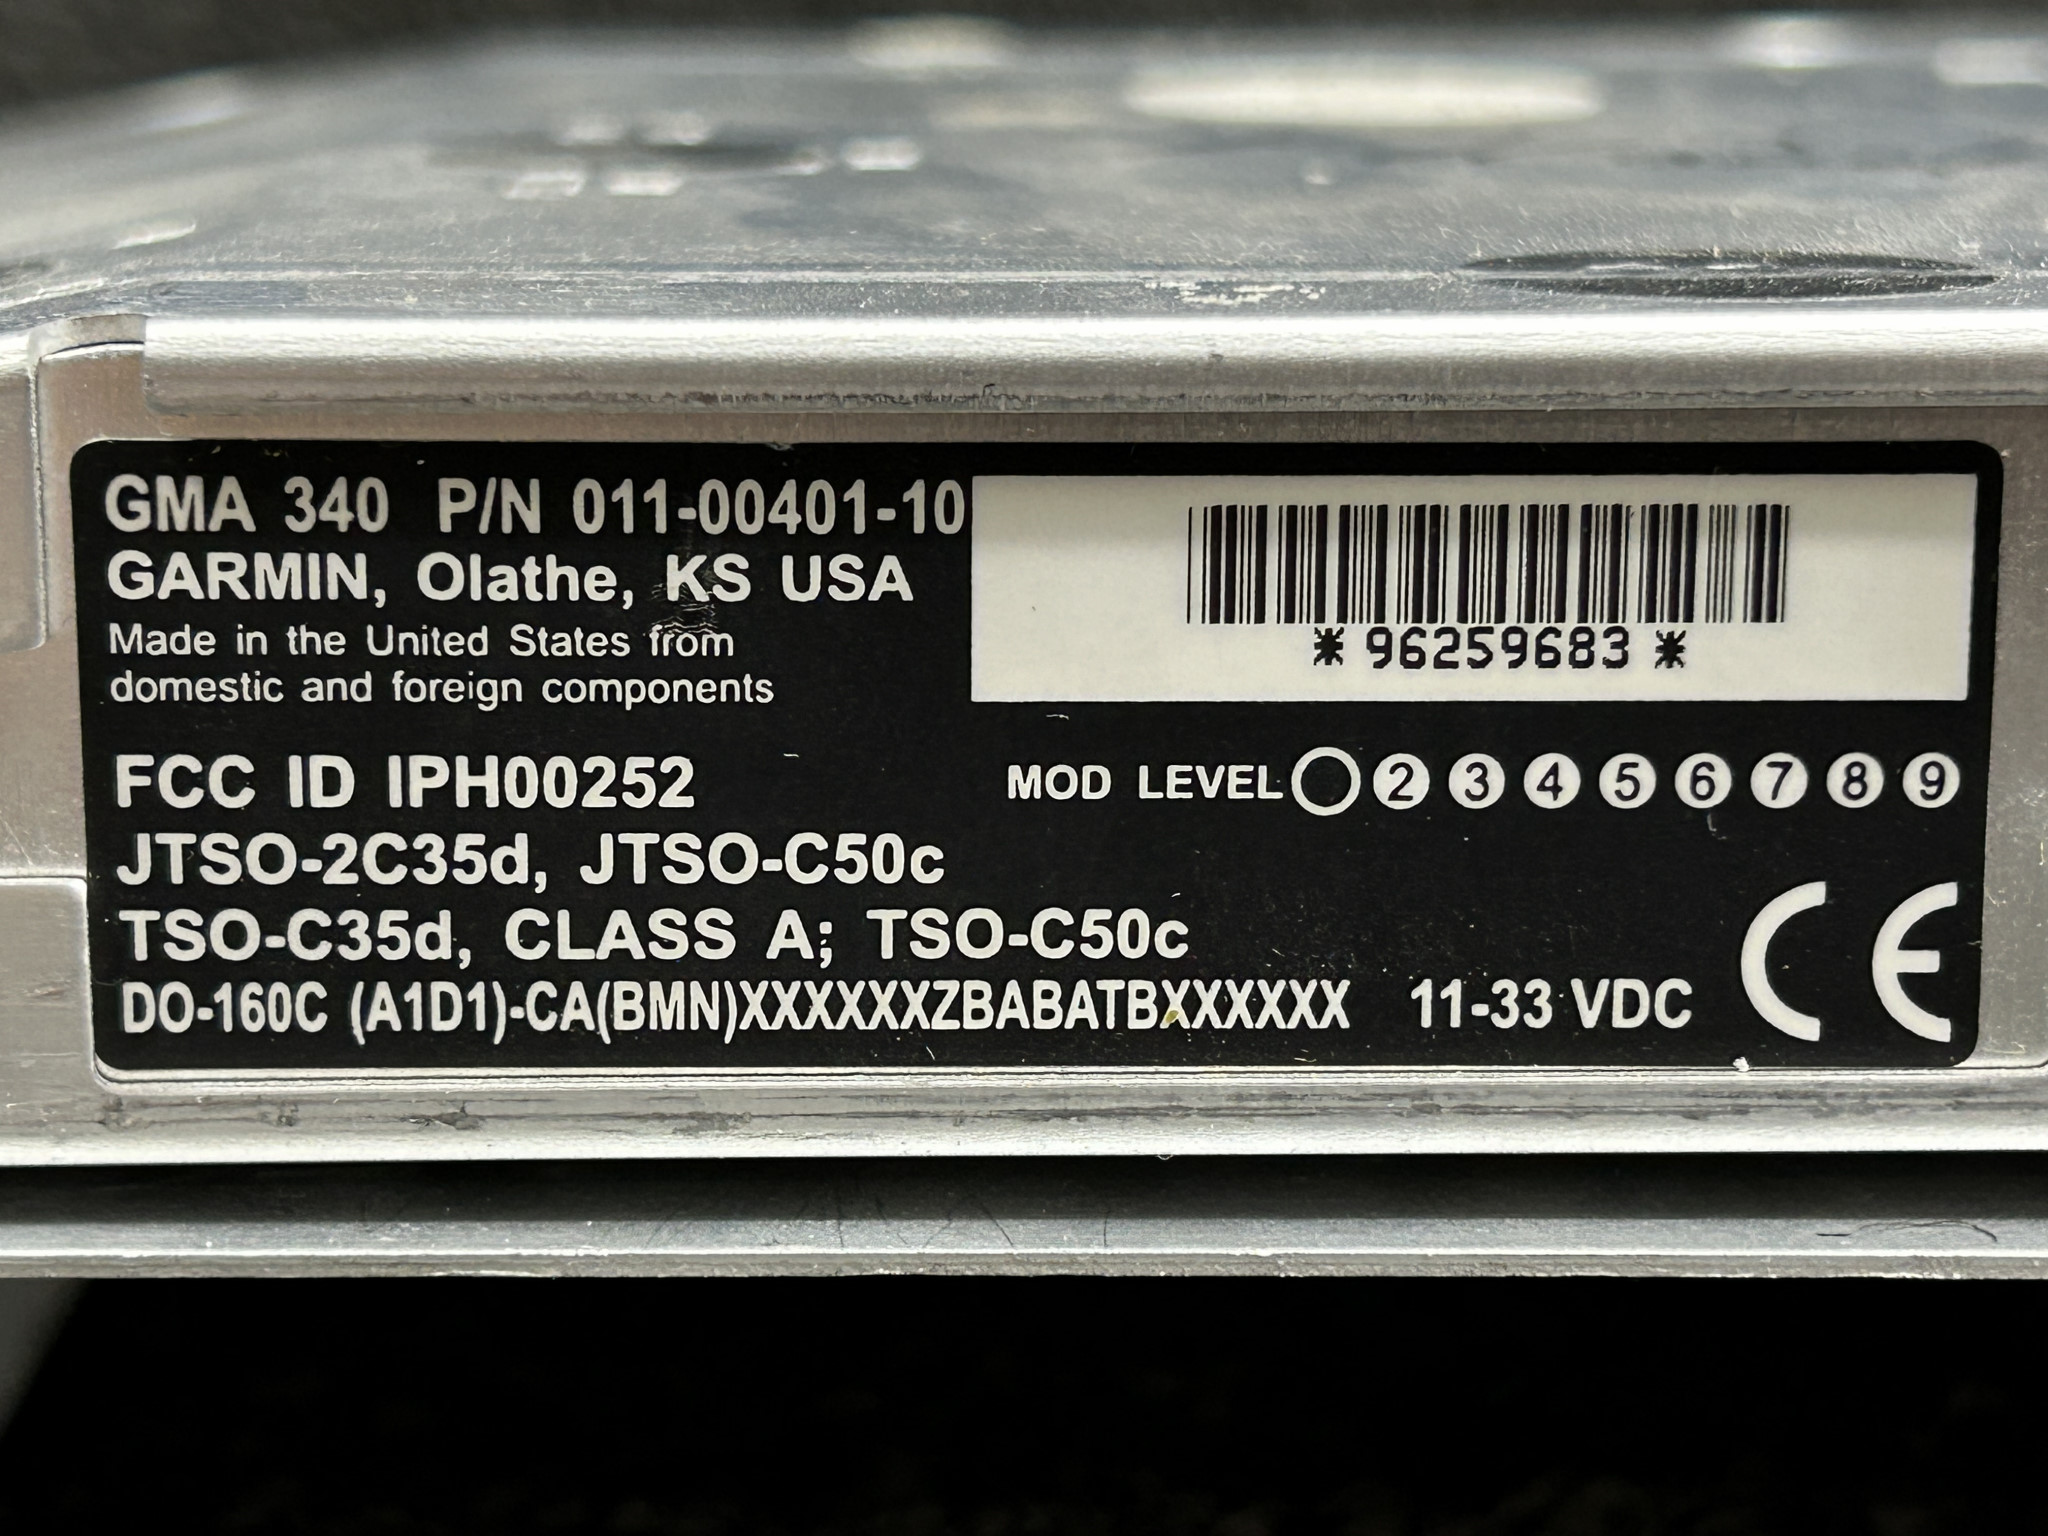 GMA 340 P/N 011-00401-10
GARMIN, Olathe, KS USA
Made in the United States from
domestic and foreign components
*96259683*
FCC ID IPH00252
MOD LEVEL 2 3 4 5 6 7 8 9
JTSO-2C35d, JTSO-C50c
TSO-C35d, CLASS A; TSO-C50c
DO-160C (A1D1)-CA(BMN)XXXXXXZBABATBXXXXXX 11-33 VDC
CE